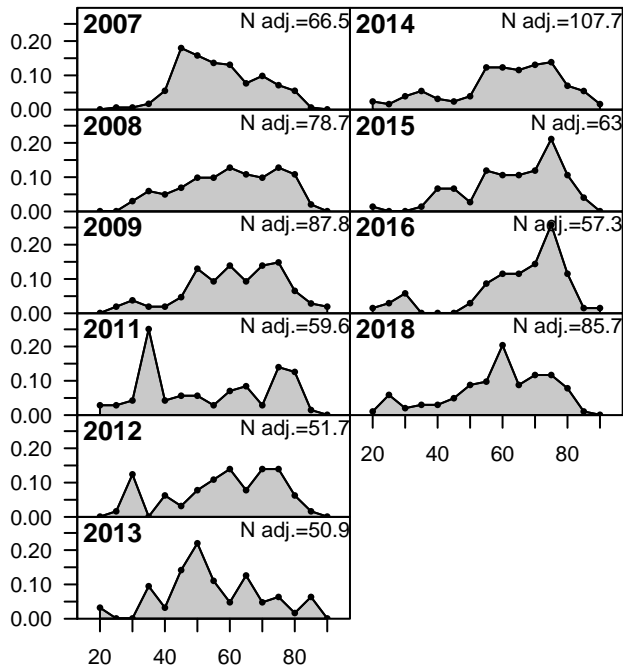 2007 N adj.=66.5
2014 N adj.=107.7
0.20
0.10
0.00
2008 N adj.=78.7
2015 N adj.=63
0.20
0.10
0.00
2009 N adj.=87.8
2016 N adj.=57.3
0.20
0.10
0.00
2011 N adj.=59.6
2018 N adj.=85.7
0.20
0.10
0.00
20 40 60 80
2012 N adj.=51.7
0.20
0.10
0.00
2013 N adj.=50.9
0.20
0.10
0.00
20 40 60 80